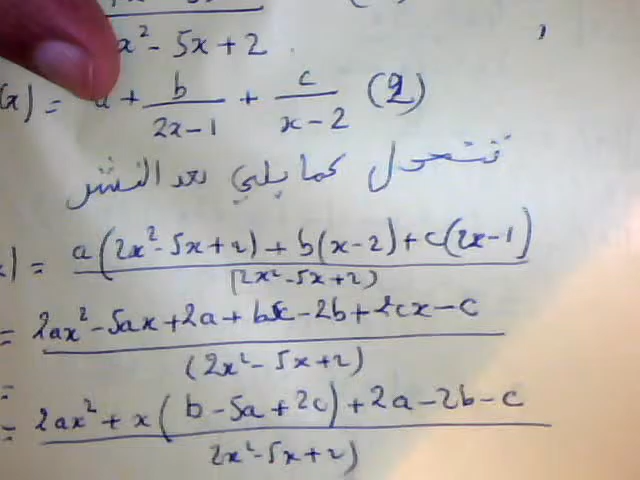 x² - 5x + 2
(x) = a + b/(2x-1) + c/(x-2) (2)
تتحول كما يلي بعد النشر
) = a(2x² - 5x + 2) + b(x-2) + c(2x-1) / (2x² - 5x + 2)
= 2ax² - 5ax + 2a + bx - 2b + 2cx - c / (2x² - 5x + 2)
=
= 2ax² + x(b - 5a + 2c) + 2a - 2b - c / 2x² - 5x + 2)